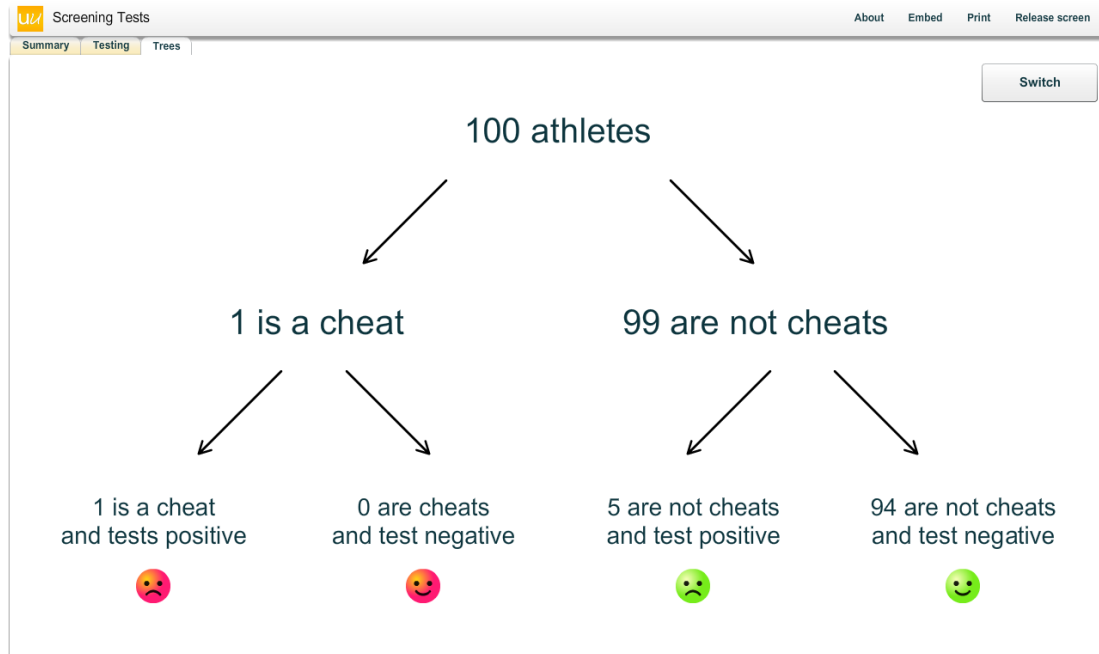 uu Screening Tests About Embed Print Release screen
Summary Testing Trees
Switch
100 athletes
1 is a cheat 99 are not cheats
1 is a cheat 0 are cheats 5 are not cheats 94 are not cheats
and tests positive and test negative and test positive and test negative